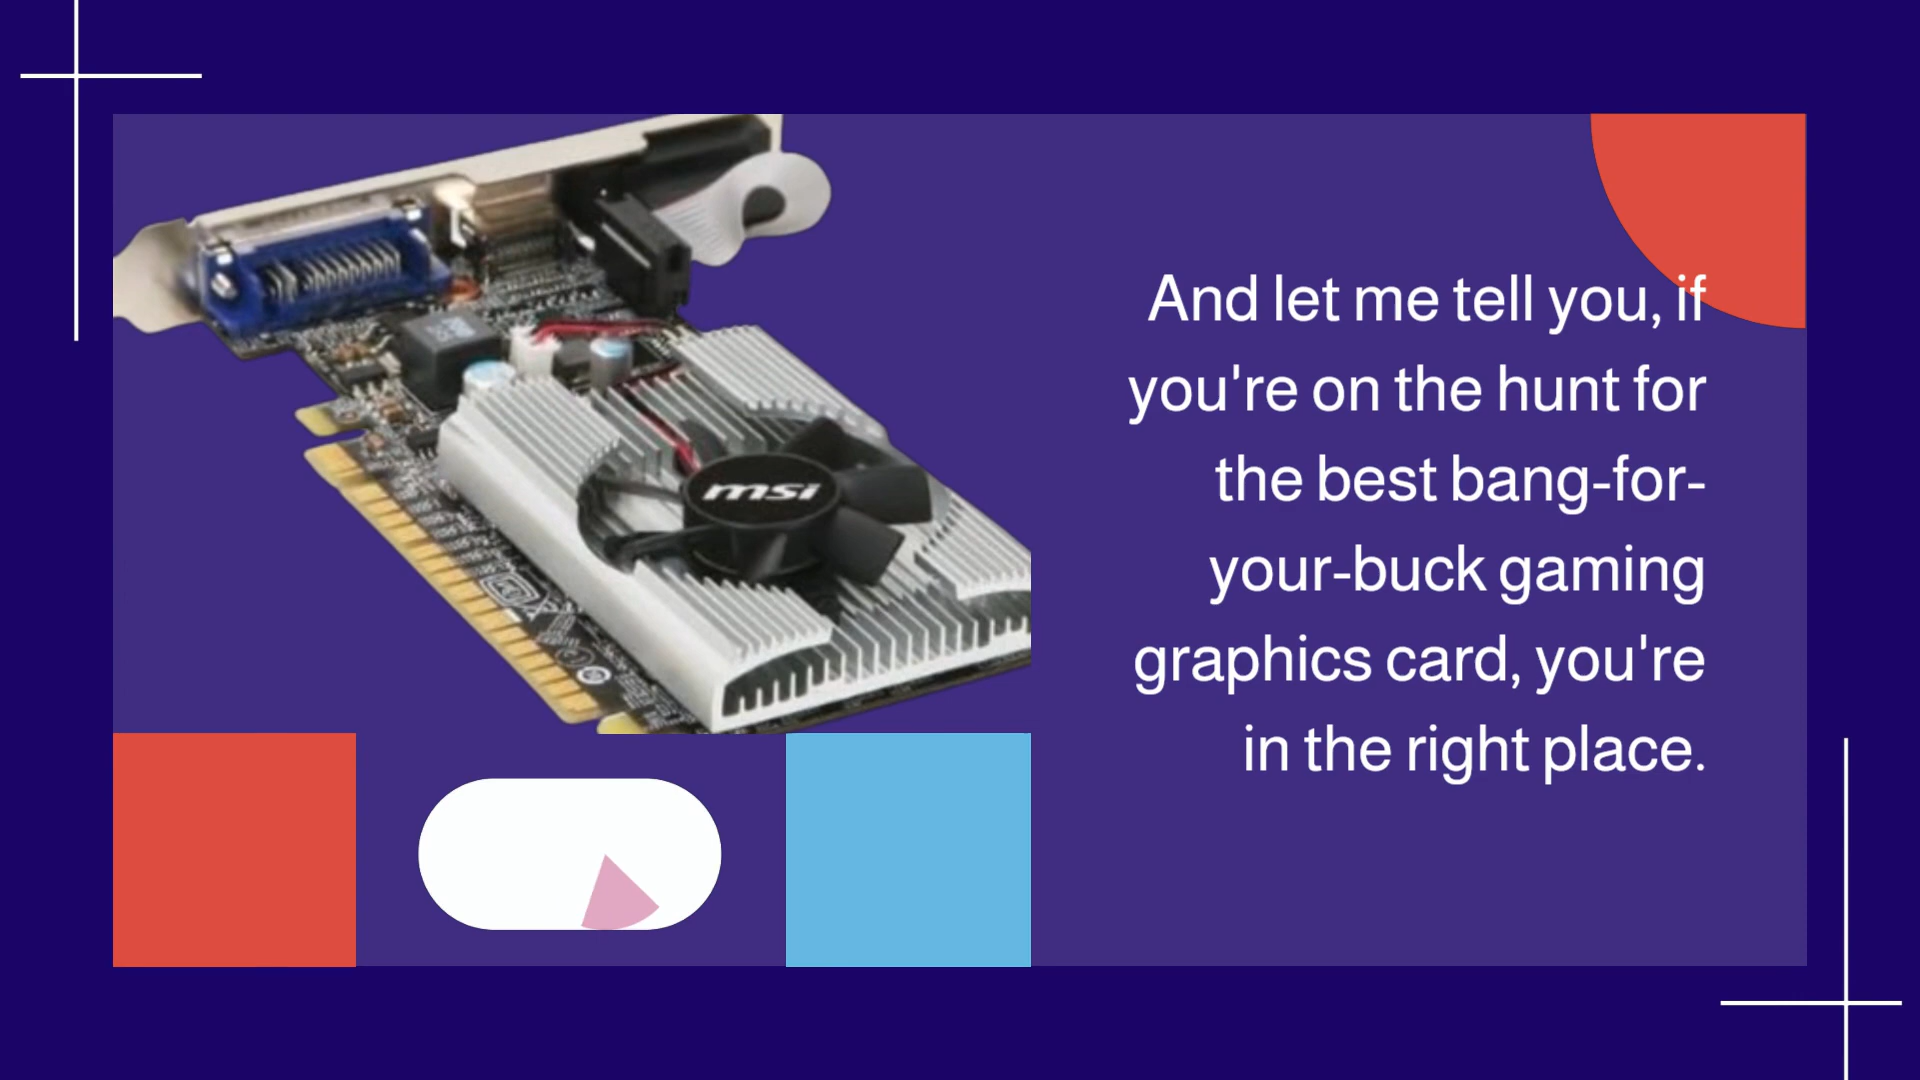 msi
And let me tell you, if
you're on the hunt for
the best bang-for-
your-buck gaming
graphics card, you're
in the right place.